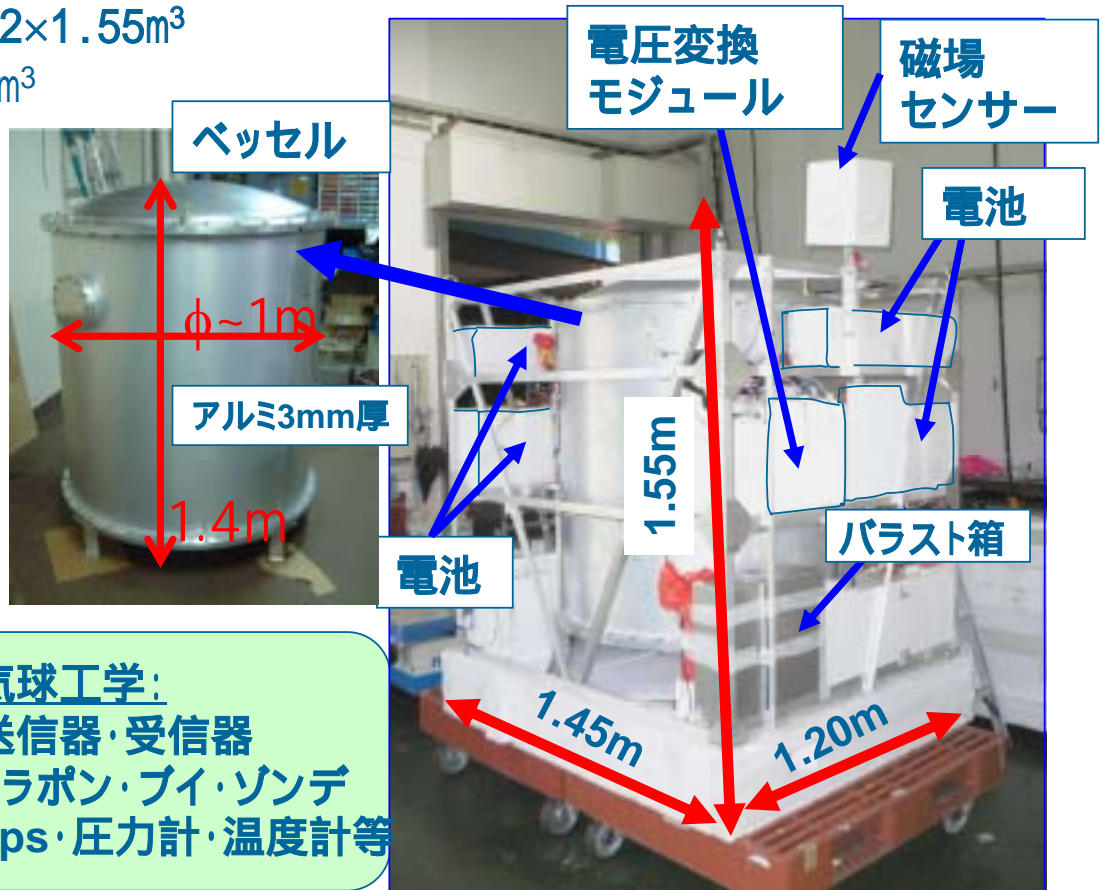 2×1.55m³
m³
ベッセル
電圧変換
モジュール
磁場
センサー
電池
φ~1m
アルミ3mm厚
1.4m
1.55m
バラスト箱
電池
1.45m
1.20m
気球工学:
送信器・受信器
ラポン・ブイ・ゾンデ
ps・圧力計・温度計等